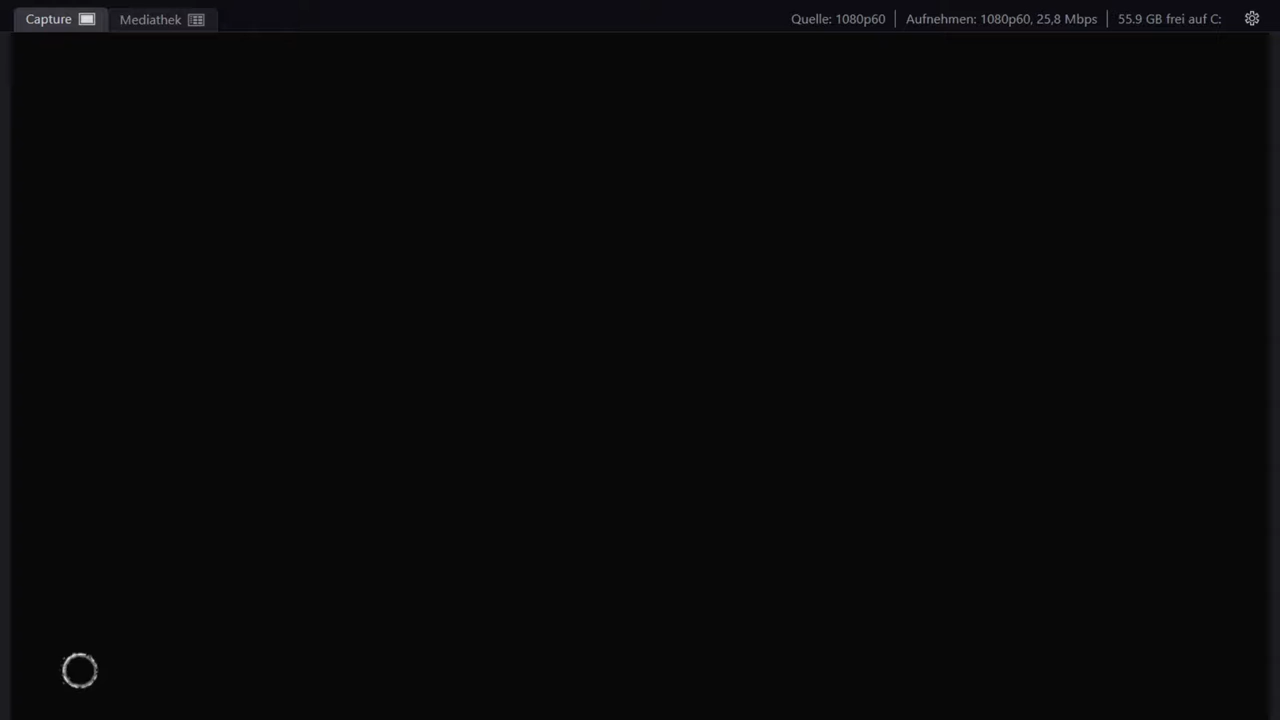 Capture
Mediathek
Quelle: 1080p60
Aufnehmen: 1080p60, 25,8 Mbps
55.9 GB frei auf C: